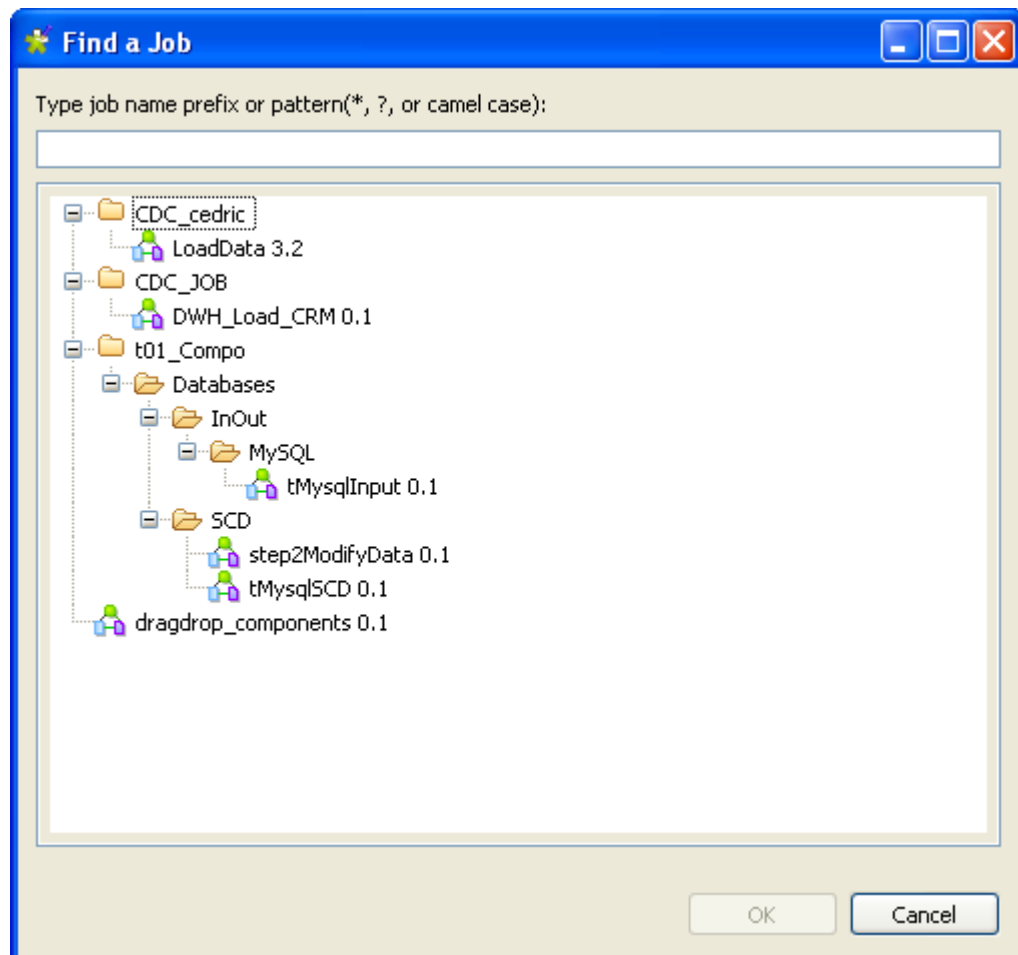 Find a Job
Type job name prefix or pattern(*, ?, or camel case):
CDC_cedric
LoadData 3.2
CDC_JOB
DWH_Load_CRM 0.1
t01_Compo
Databases
InOut
MySQL
tMysqlInput 0.1
SCD
step2ModifyData 0.1
tMysqlSCD 0.1
dragdrop_components 0.1
OK
Cancel